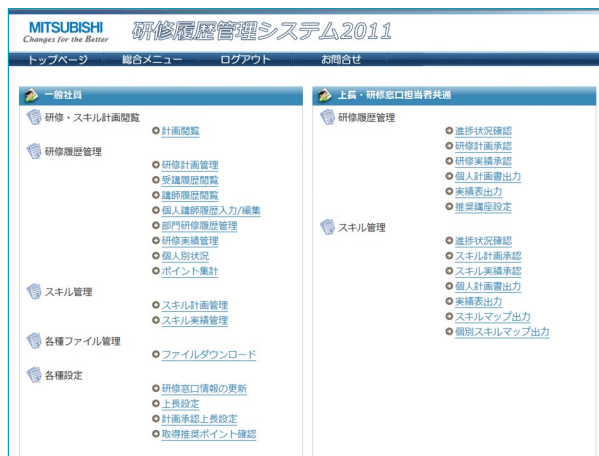 MITSUBISHI
Changes for the Better
研修履歴管理システム2011
トップページ 総合メニュー ログアウト お問合せ
一般社員
研修・スキル計画閲覧
計画閲覧
研修履歴管理
研修計画管理
受講履歴閲覧
講師履歴閲覧
個人講師履歴入力/編集
部門研修履歴管理
研修実績管理
個人別状況
ポイント集計
スキル管理
スキル計画管理
スキル実績管理
各種ファイル管理
ファイルダウンロード
各種設定
研修窓口情報の更新
上長設定
計画承認上長設定
取得推奨ポイント確認
上長・研修窓口担当者共通
研修履歴管理
進捗状況確認
研修計画承認
研修実績承認
個人計画書出力
実績表出力
推奨講座設定
スキル管理
進捗状況確認
スキル計画承認
スキル実績承認
個人計画書出力
実績表出力
スキルマップ出力
個別スキルマップ出力